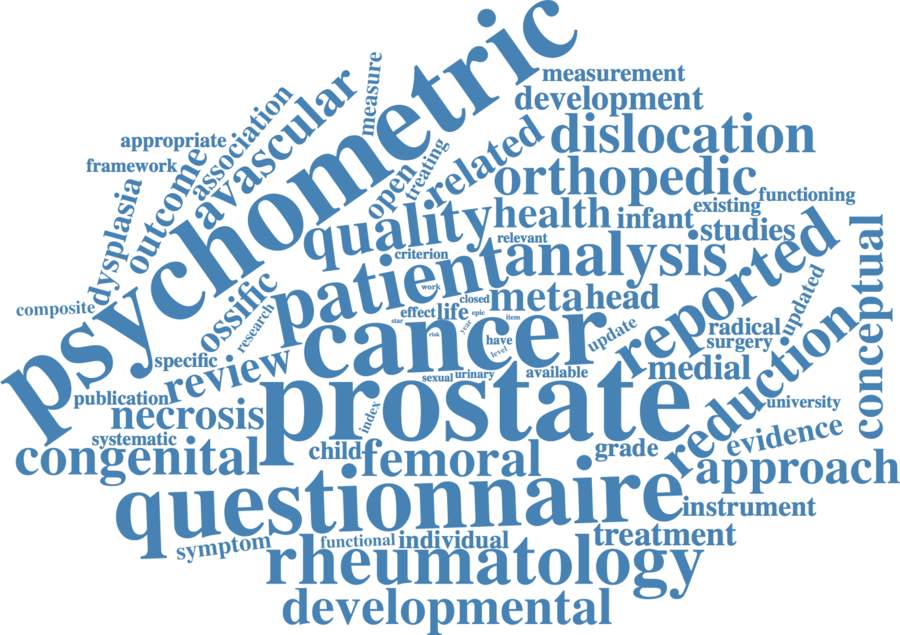 psychometric
measurement
development
measure
avascular
association
appropriate
framework
outcome
dysplasia
composite
open
treating
related
dislocation
orthopedic
functioning
existing
quality
health
infant
studies
criterion
relevant
patient
analysis
reported
conceptual
updated
ossific
research
work
closed
effect
life
epic
item
star
risk
year
have
level
meta
head
cancer
update
radical
surgery
medial
reduction
specific
review
publication
necrosis
systematic
sexual
urinary
available
prostate
index
university
evidence
congenital
child
femoral
grade
approach
questionnaire
instrument
symptom
functional
individual
treatment
rheumatology
developmental